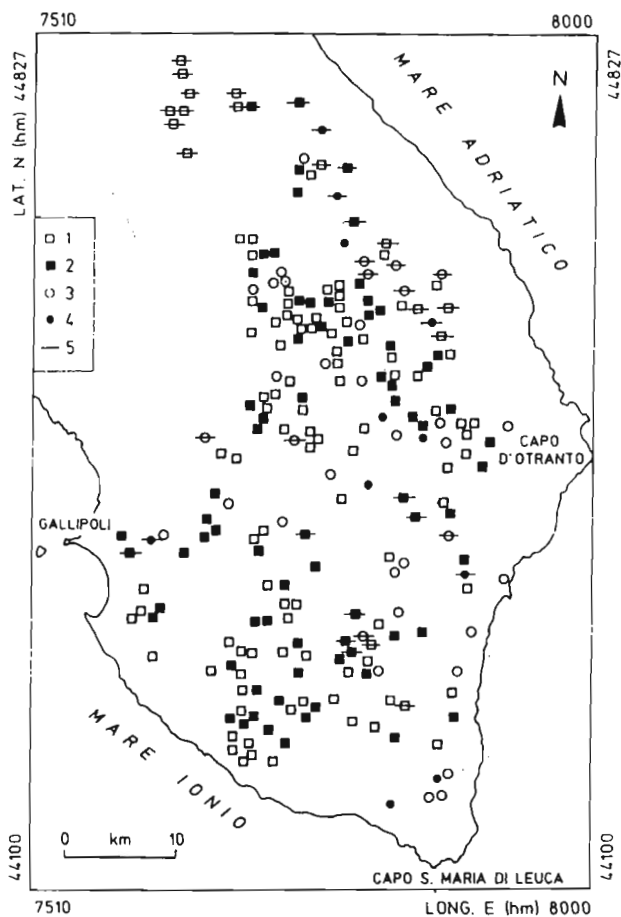 7510
8000
LAT. N (hm) 44827
44827
MARE ADRIATICO
N
1
2
3
4
5
CAPO
D'OTRANTO
GALLIPOLI
MARE IONIO
0 km 10
44100
44100
CAPO S. MARIA DI LEUCA
7510
LONG. E (hm) 8000